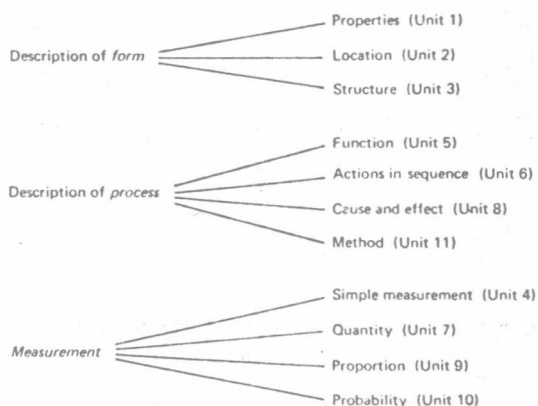 Properties (Unit 1)
Description of form
Location (Unit 2)
Structure (Unit 3)
Function (Unit 5)
Actions in sequence (Unit 6)
Description of process
Cause and effect (Unit 8)
Method (Unit 11)
Simple measurement (Unit 4)
Quantity (Unit 7)
Measurement
Proportion (Unit 9)
Probability (Unit 10)